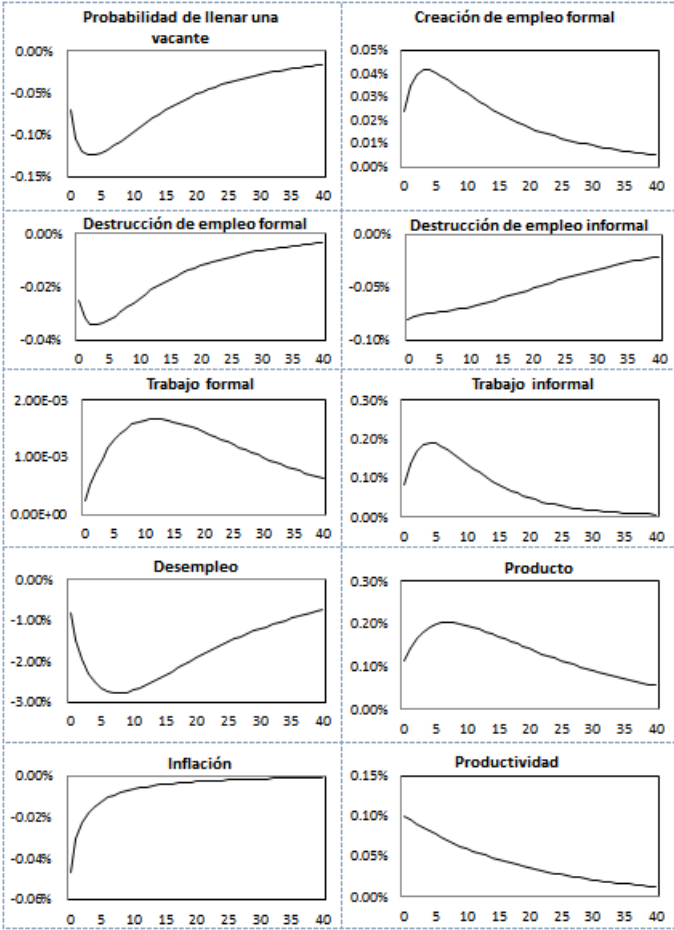 Probabilidad de llenar una
vacante
0.00%
-0.05%
-0.10%
-0.15%
0 5 10 15 20 25 30 35 40
Creación de empleo formal
0.05%
0.04%
0.03%
0.02%
0.01%
0.00%
0 5 10 15 20 25 30 35 40
Destrucción de empleo formal
0.00%
-0.02%
-0.04%
0 5 10 15 20 25 30 35 40
Destrucción de empleo informal
0.00%
-0.05%
-0.10%
0 5 10 15 20 25 30 35 40
Trabajo formal
2.00E-03
1.00E-03
0.00E+00
0 5 10 15 20 25 30 35 40
Trabajo informal
0.30%
0.20%
0.10%
0.00%
0 5 10 15 20 25 30 35 40
Desempleo
0.00%
-1.00%
-2.00%
-3.00%
0 5 10 15 20 25 30 35 40
Producto
0.30%
0.20%
0.10%
0.00%
0 5 10 15 20 25 30 35 40
Inflación
0.00%
-0.02%
-0.04%
-0.06%
0 5 10 15 20 25 30 35 40
Productividad
0.15%
0.10%
0.05%
0.00%
0 5 10 15 20 25 30 35 40